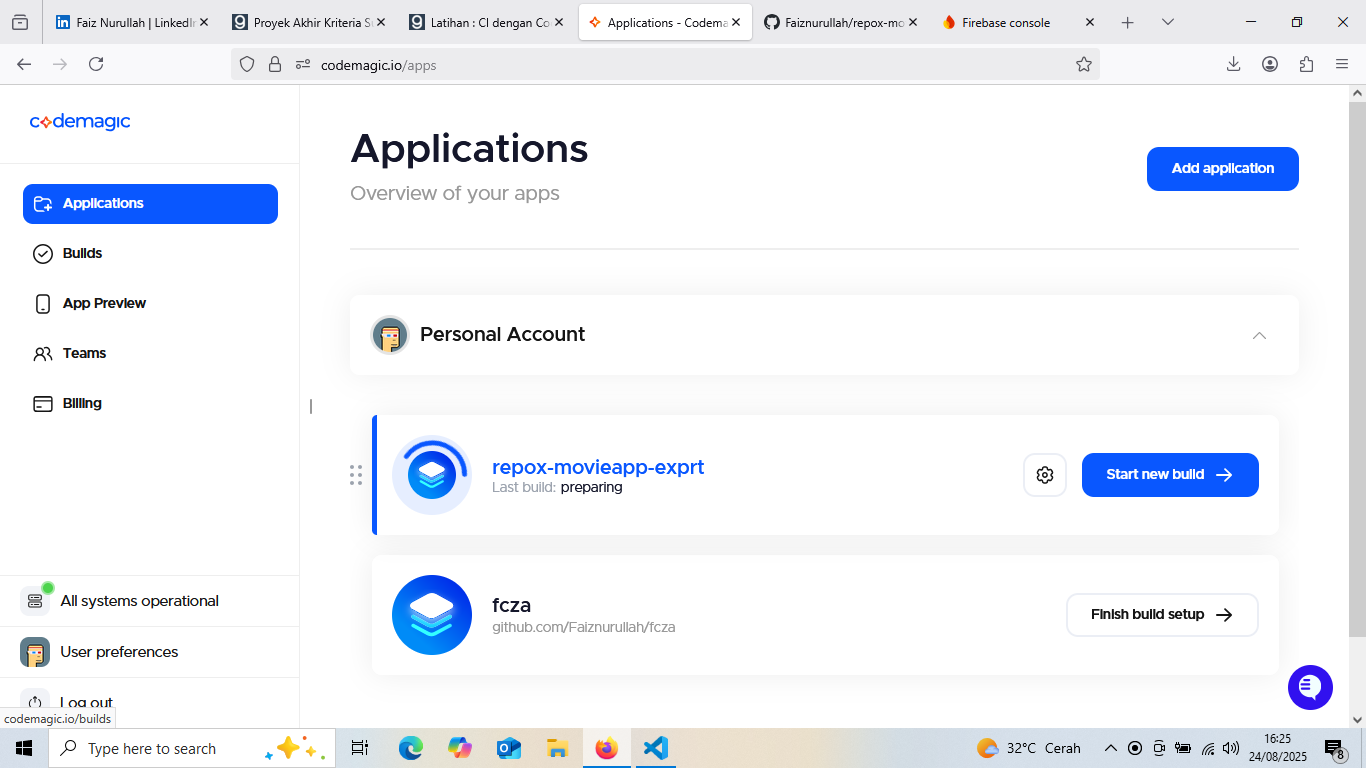 Faiz Nurullah | LinkedIn
Proyek Akhir Kriteria S
Latihan : CI dengan Co
Applications - Codema
Faiznurullah/repox-mo
Firebase console
codemagic.io/apps
codemagic
Applications
Builds
App Preview
Teams
Billing
All systems operational
User preferences
Log out
codemagic.io/builds
Applications
Overview of your apps
Add application
Personal Account
repox-movieapp-exprt
Last build: preparing
Start new build
fcza
github.com/Faiznurullah/fcza
Finish build setup
Type here to search
32°C Cerah
16:25
24/08/2025
8